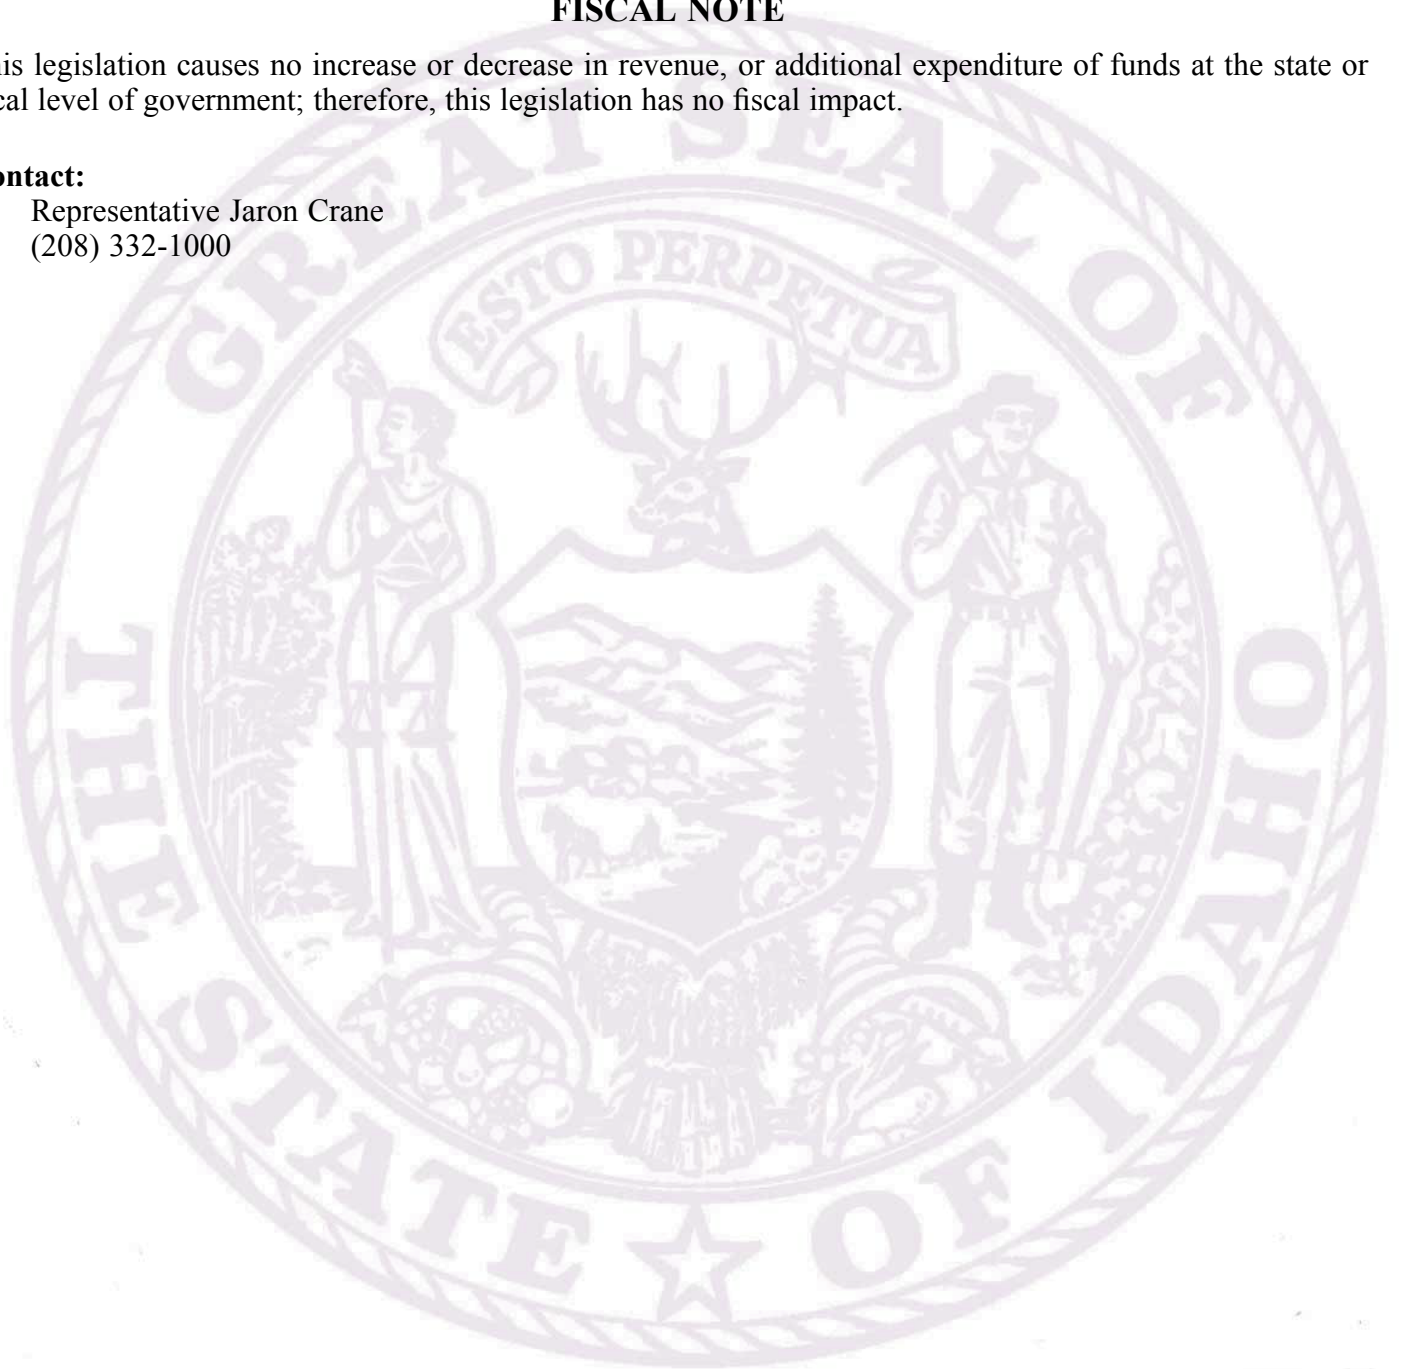 FISCAL NOTE
is legislation causes no increase or decrease in revenue, or additional expenditure of funds at the state or
cal level of government; therefore, this legislation has no fiscal impact.
ontact:
Representative Jaron Crane
(208) 332-1000
GREAT SEAL OF
ESTO PERPETUA
THE
IDAHO
STATE ★ OF